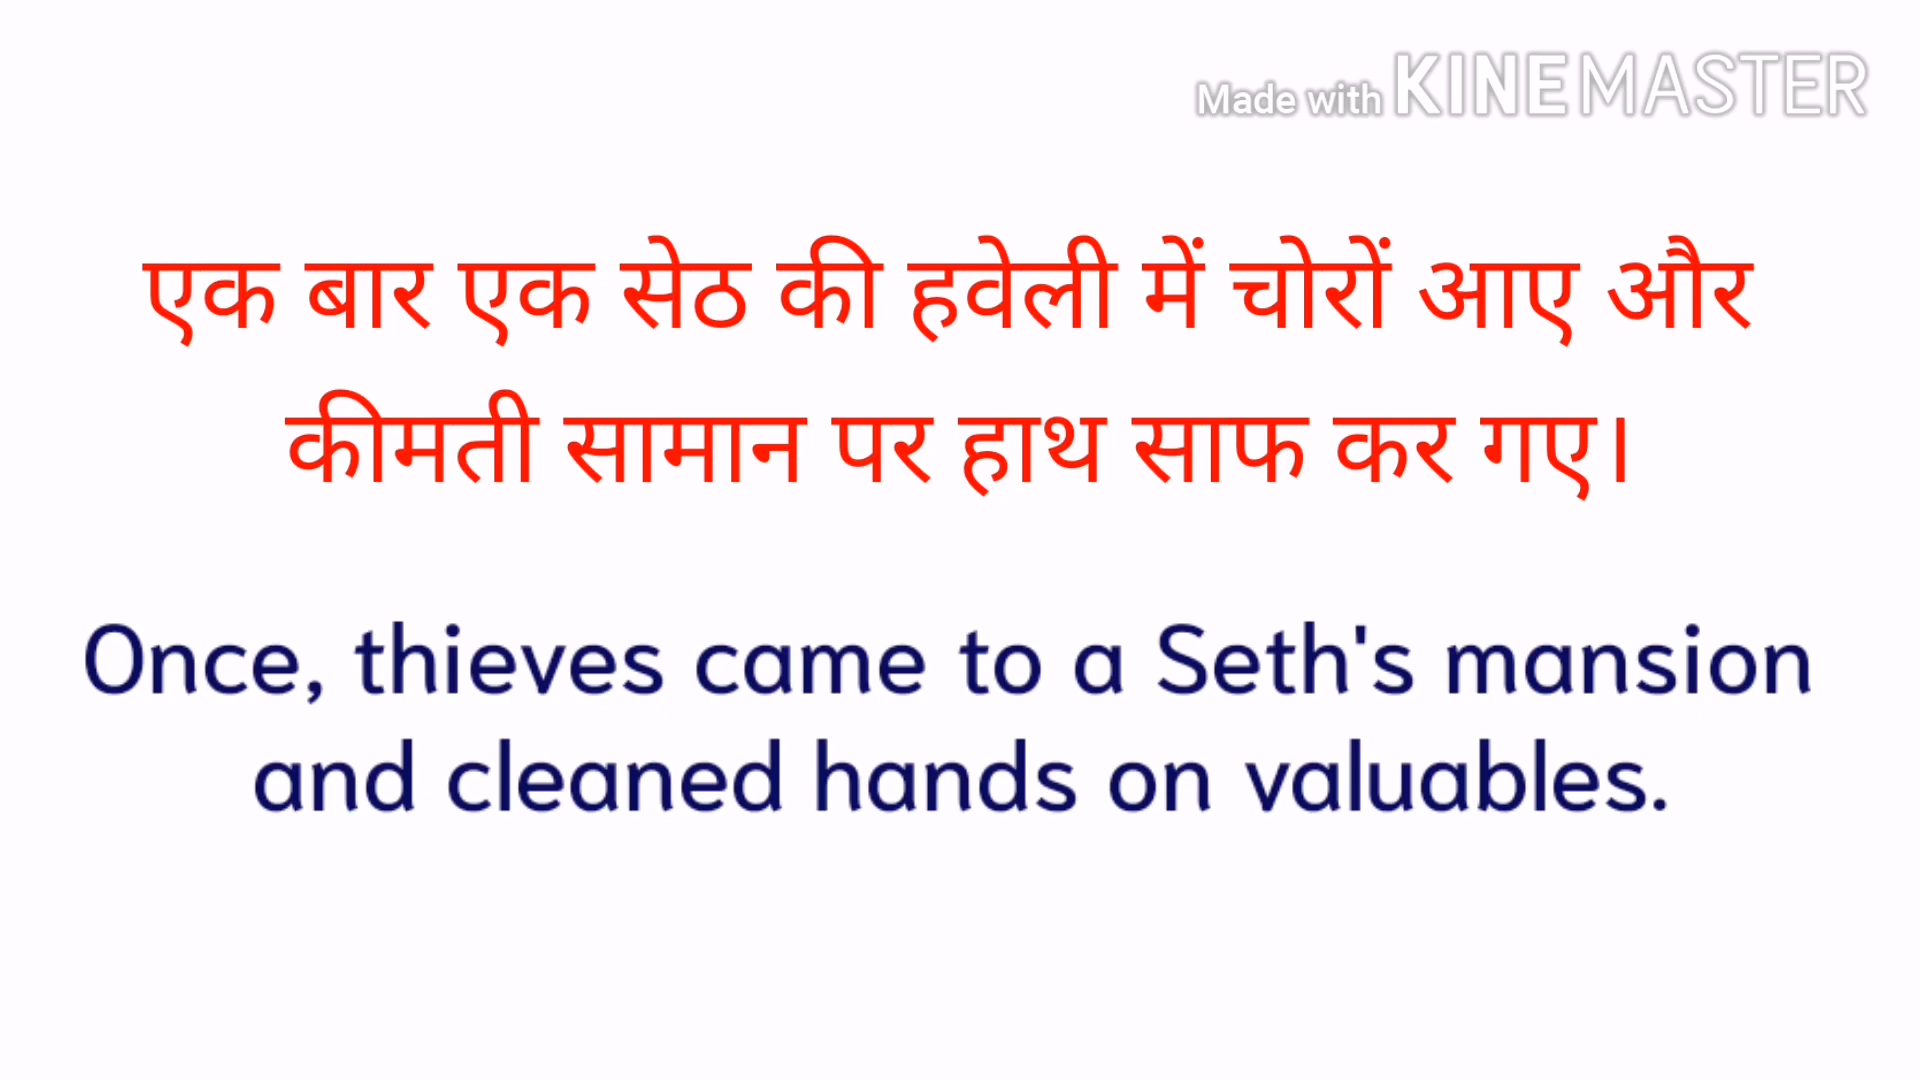 Made with KINEMASTER
एक बार एक सेठ की हवेली में चोरों आए और
कीमती सामान पर हाथ साफ कर गए।
Once, thieves came to a Seth's mansion
and cleaned hands on valuables.